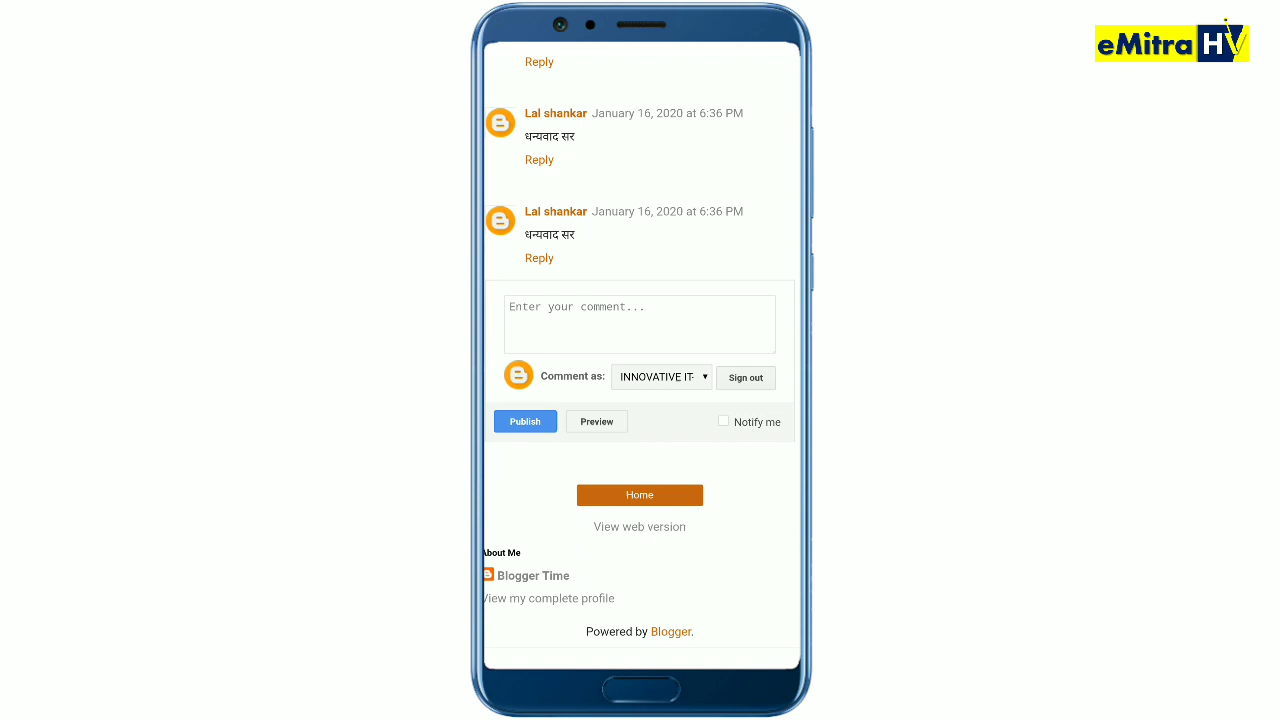 eMitra HV
Reply
Lal shankar January 16, 2020 at 6:36 PM
धन्यवाद सर
Reply
Lal shankar January 16, 2020 at 6:36 PM
धन्यवाद सर
Reply
Enter your comment...
Comment as: INNOVATIVE IT- Sign out
Publish Preview Notify me
Home
View web version
About Me
Blogger Time
View my complete profile
Powered by Blogger.